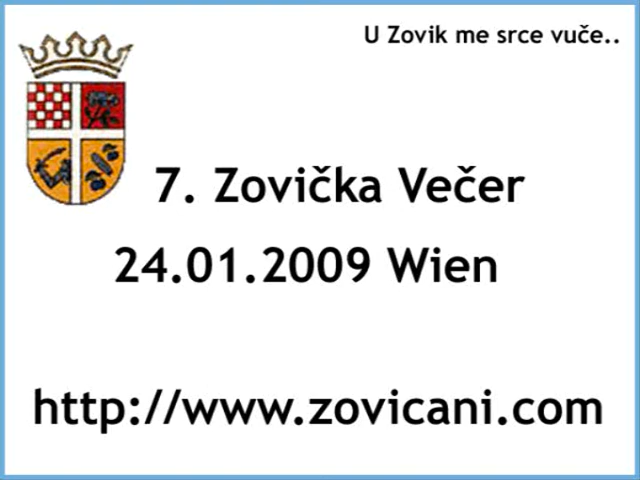 U Zovik me srce vuče..
7. Zovička Večer
24.01.2009 Wien
http://www.zovicani.com